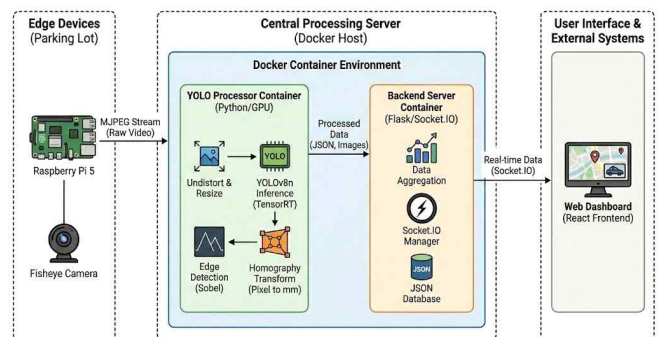 Edge Devices
(Parking Lot)
Raspberry Pi 5
Fisheye Camera
MJPEG Stream
(Raw Video)
Central Processing Server
(Docker Host)
Docker Container Environment
YOLO Processor Container
(Python/GPU)
Undistort &
Resize
YOLO
YOLOv8n
Inference
(TensorRT)
Edge
Detection
(Sobel)
Homography
Transform
(Pixel to mm)
Processed
Data
(JSON, Images)
Backend Server
Container
(Flask/Socket.IO)
Data
Aggregation
Socket.IO
Manager
JSON
JSON
Database
Real-time Data
(Socket.IO)
User Interface &
External Systems
Web Dashboard
(React Frontend)